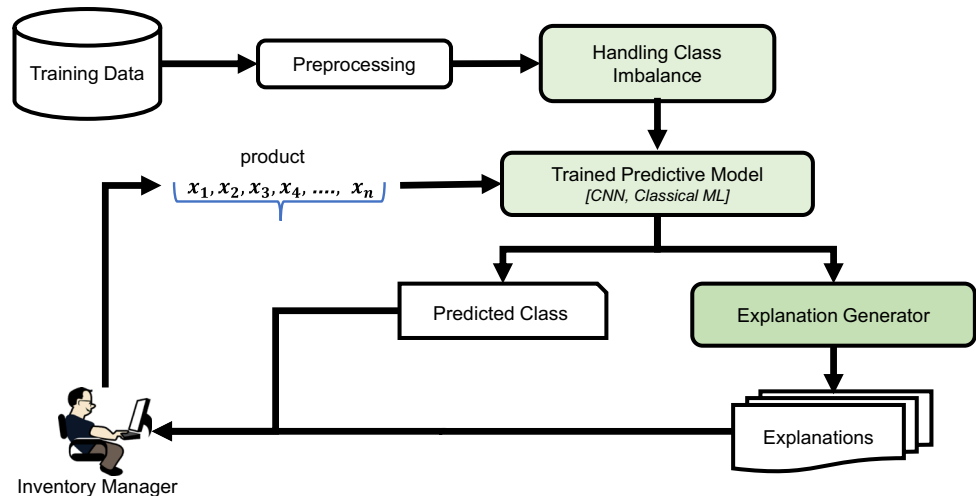 Training Data
Preprocessing
Handling Class
Imbalance
product
x₁, x₂, x₃, x₄, ...., xₙ
Trained Predictive Model
[CNN, Classical ML]
Predicted Class
Explanation Generator
Explanations
Inventory Manager